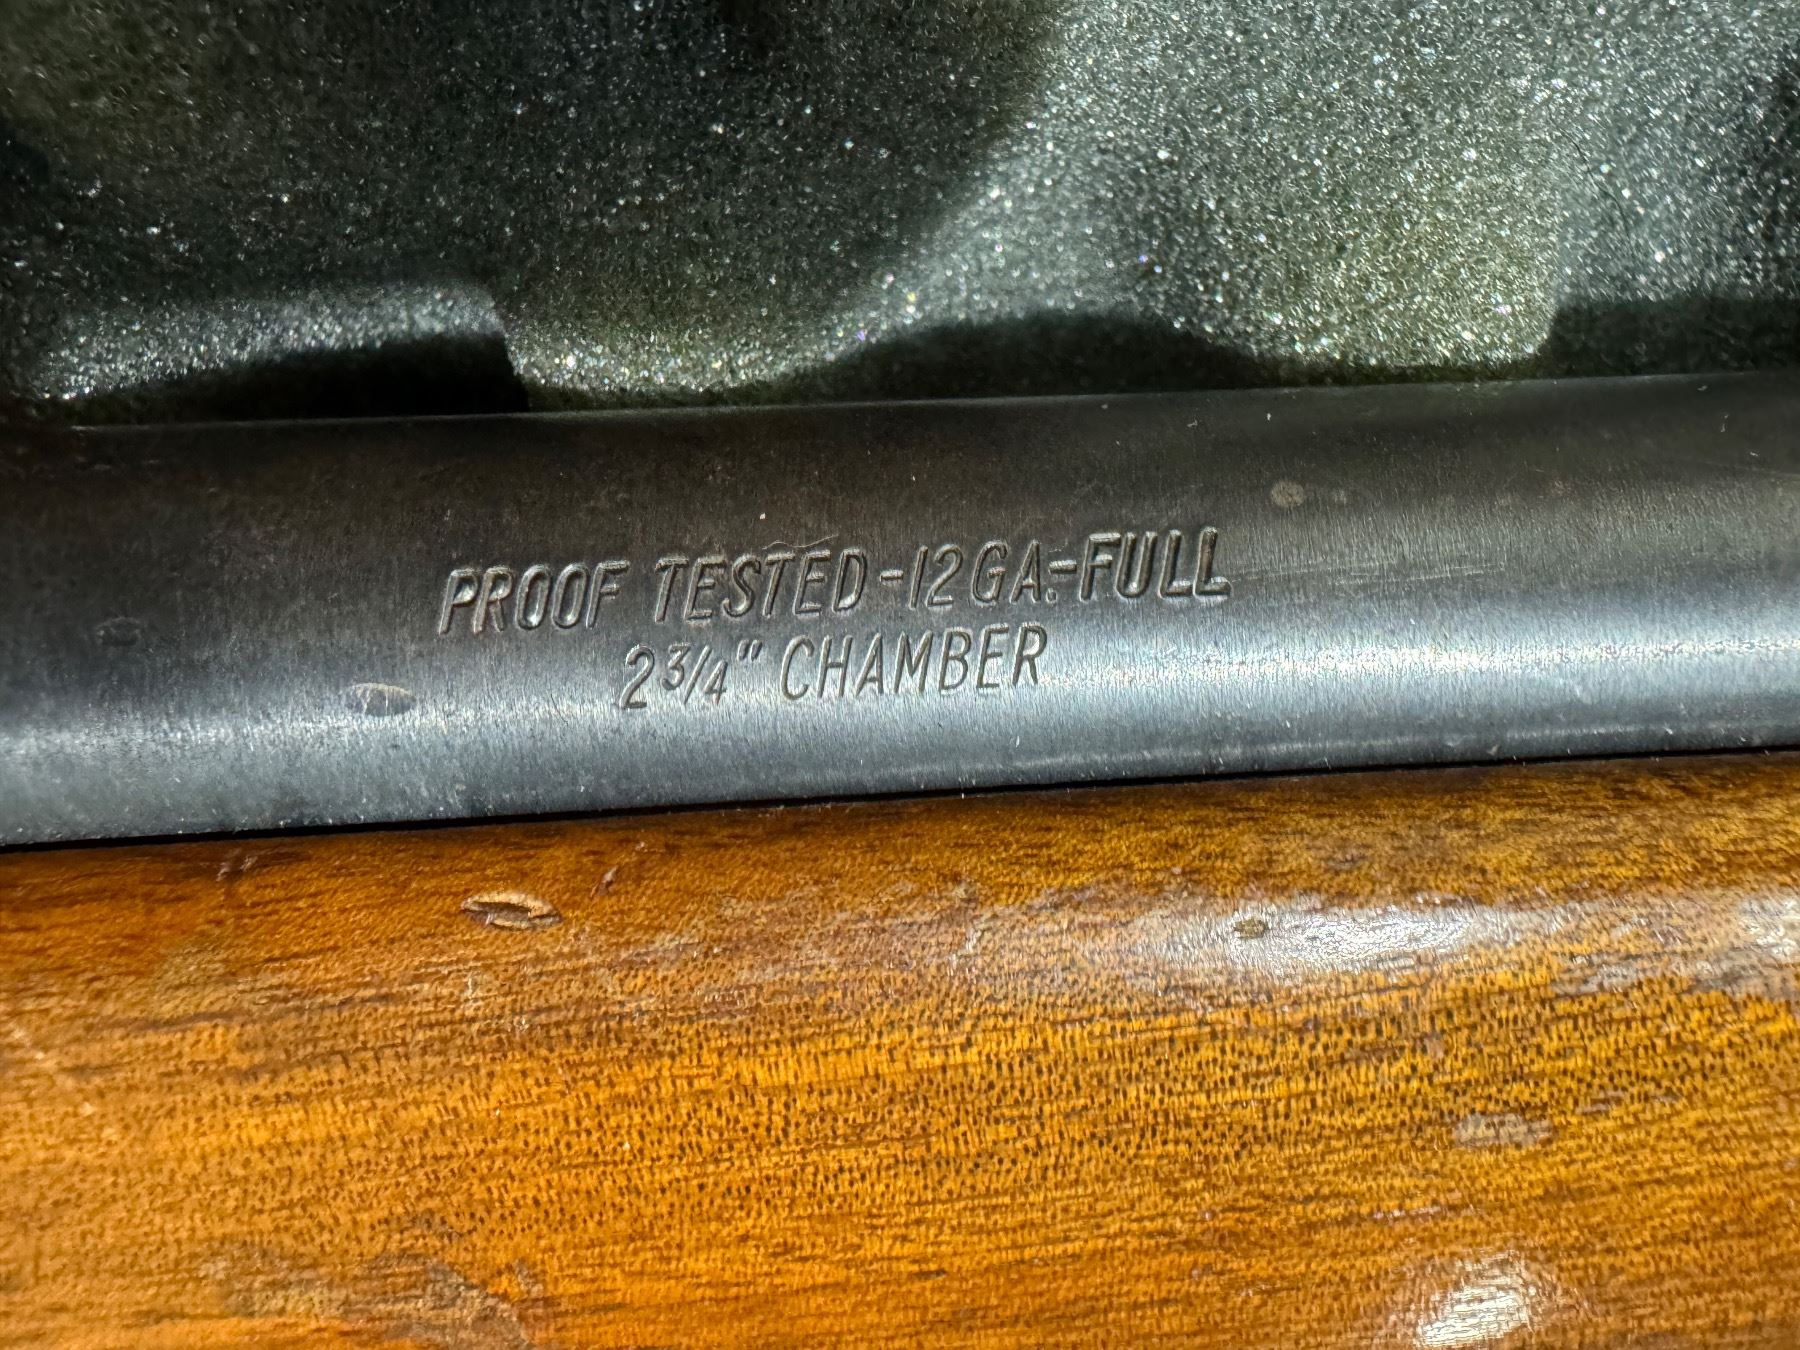 PROOF TESTED-12GA.-FULL
2 3/4" CHAMBER